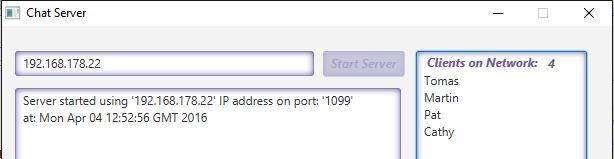 Chat Server
192.168.178.22
Start Server
Server started using '192.168.178.22' IP address on port: '1099'
at: Mon Apr 04 12:52:56 GMT 2016
Clients on Network: 4
Tomas
Martin
Pat
Cathy